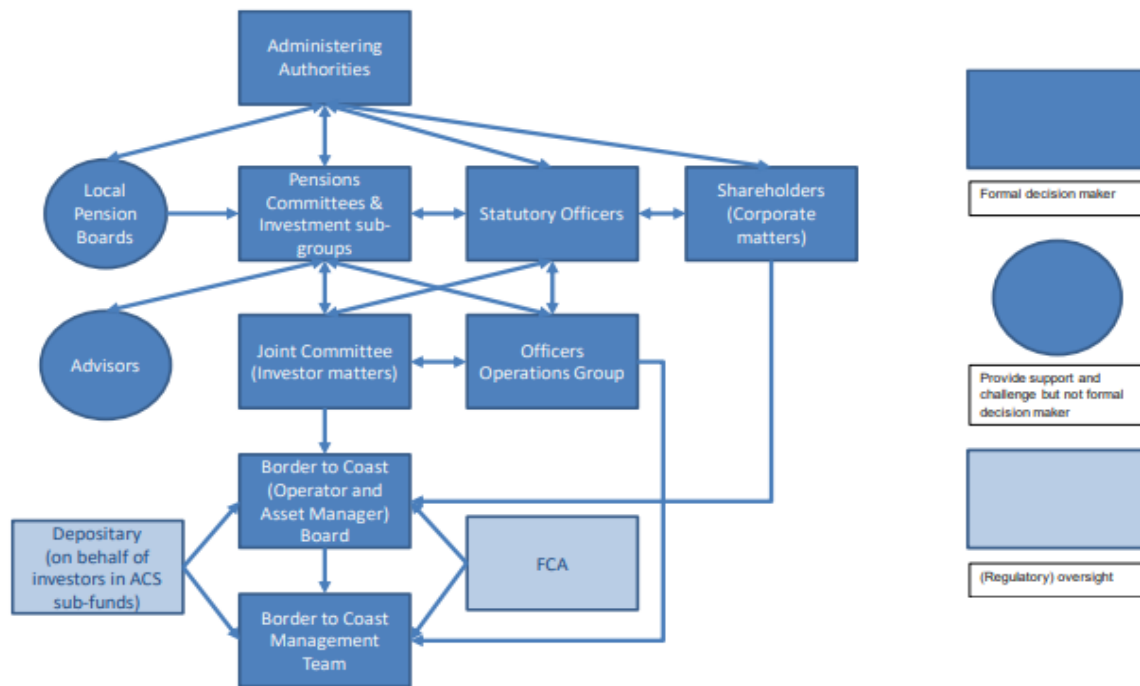 Administering
Authorities
Local
Pension
Boards
Pensions
Committees &
Investment sub-
groups
Statutory Officers
Shareholders
(Corporate
matters)
Formal decision maker
Advisors
Joint Committee
(Investor matters)
Officers
Operations Group
Provide support and
challenge but not formal
decision maker
Border to Coast
(Operator and
Asset Manager)
Board
Depositary
(on behalf of
investors in ACS
sub-funds)
FCA
(Regulatory) oversight
Border to Coast
Management
Team